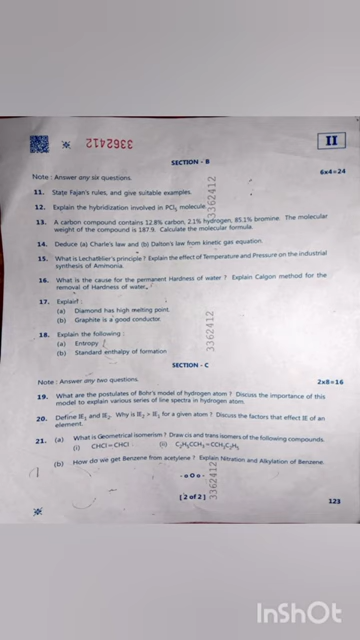 3362412
II
SECTION - B
Note : Answer any six questions.
6x4=24
11. State Fajan's rules, and give suitable examples.
12. Explain the hybridization involved in PCl₅ molecule.
13. A carbon compound contains 12.8% carbon, 2.1% hydrogen, 85.1% bromine. The molecular
weight of the compound is 187.9. Calculate the molecular formula.
14. Deduce (a) Charle's law and (b) Dalton's law from kinetic gas equation.
15. What is Lechatlier's principle ? Explain the effect of Temperature and Pressure on the industrial
synthesis of Ammonia.
16. What is the cause for the permanent Hardness of water ? Explain Calgon method for the
removal of Hardness of water.
17. Explain :
(a) Diamond has high melting point.
(b) Graphite is a good conductor.
18. Explain the following :
(a) Entropy
(b) Standard enthalpy of formation
3362412
3362412
SECTION - C
Note : Answer any two questions.
2x8=16
19. What are the postulates of Bohr's model of hydrogen atom ? Discuss the importance of this
model to explain various series of line spectra in hydrogen atom.
20. Define IE₁ and IE₂. Why is IE₂ > IE₁ for a given atom ? Discuss the factors that effect IE of an
element.
21. (a) What is Geometrical isomerism ? Draw cis and trans isomers of the following compounds.
(i) CHCl=CHCl (ii) C₂H₅CCH₃=CCH₃C₂H₅
(b) How do we get Benzene from acetylene ? Explain Nitration and Alkylation of Benzene.
- o O o -
[ 2 of 2 ]
3362412
123
InShOt